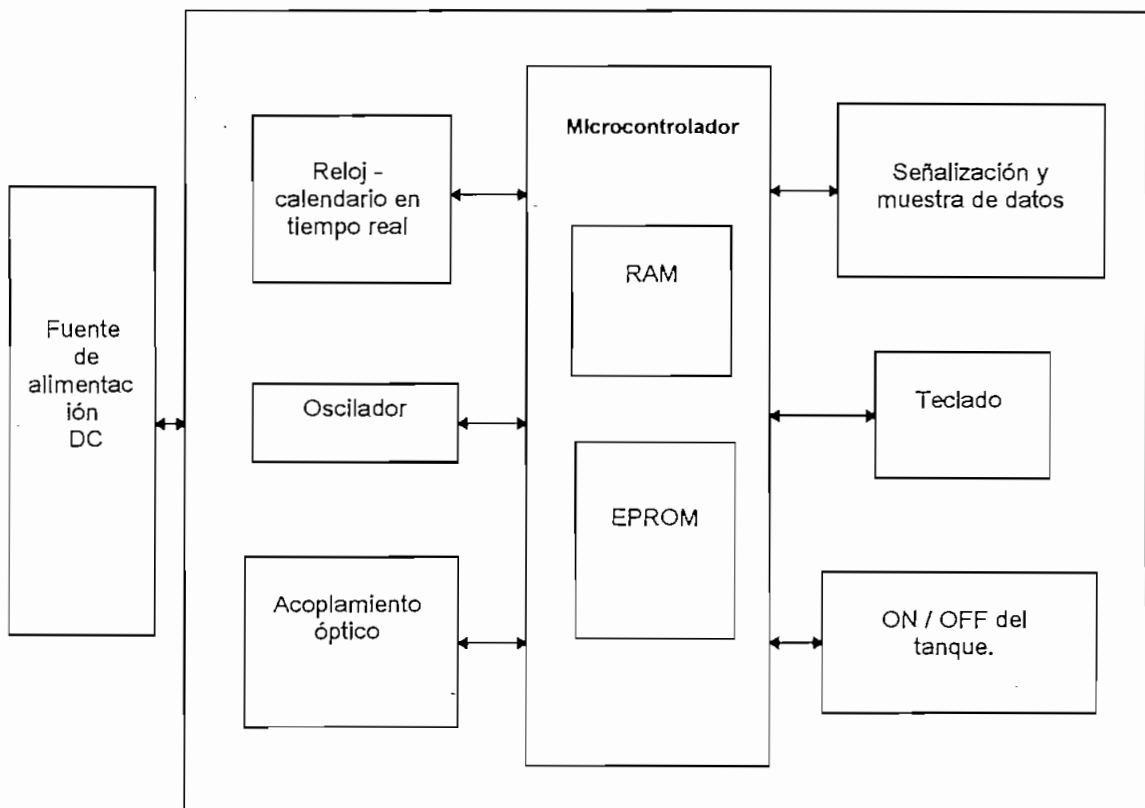 Microcontrolador
Reloj –
calendario en
tiempo real
Señalización y
muestra de datos
RAM
Fuente
de
alimentac
ión
DC
Oscilador
Teclado
EPROM
Acoplamiento
óptico
ON / OFF del
tanque.